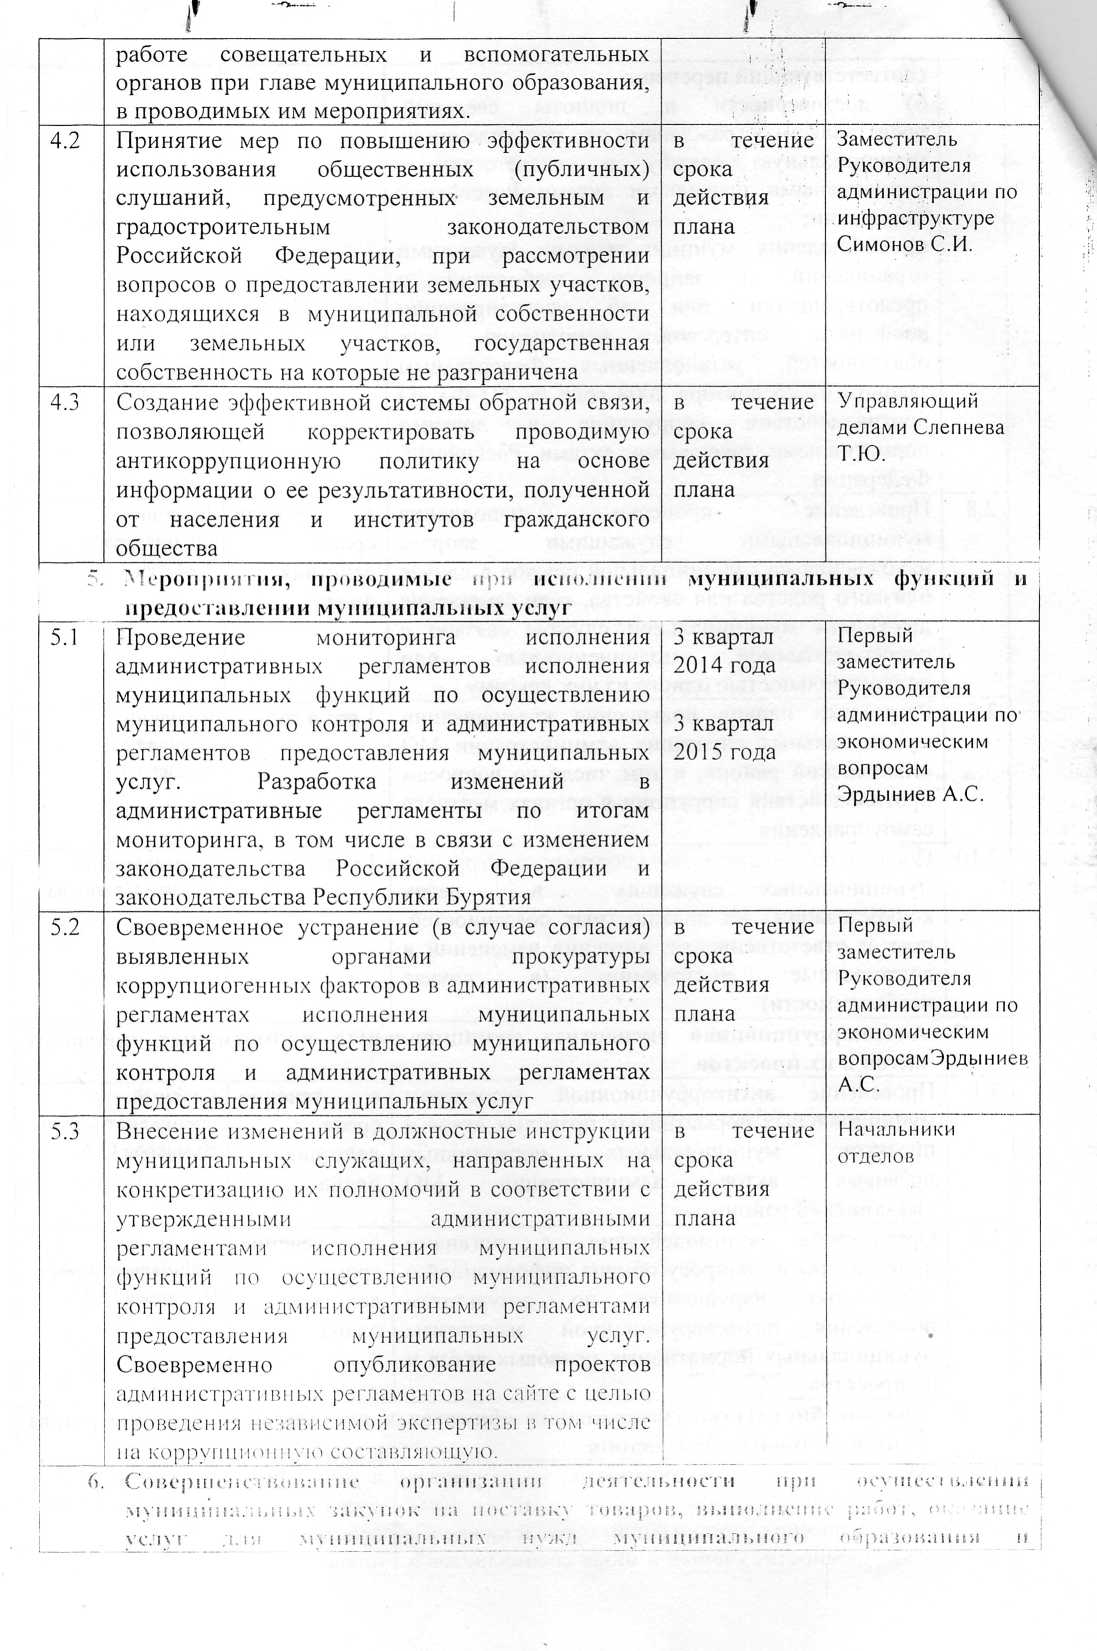 работе совещательных и вспомогательных
органов при главе муниципального образования,
в проводимых им мероприятиях.
4.2
Принятие мер по повышению эффективности
использования общественных (публичных)
слушаний, предусмотренных земельным и
градостроительным законодательством
Российской Федерации, при рассмотрении
вопросов о предоставлении земельных участков,
находящихся в муниципальной собственности
или земельных участков, государственная
собственность на которые не разграничена
в течение
срока
действия
плана
Заместитель
Руководителя
администрации по
инфраструктуре
Симонов С.И.
4.3
Создание эффективной системы обратной связи,
позволяющей корректировать проводимую
антикоррупционную политику на основе
информации о ее результативности, полученной
от населения и институтов гражданского
общества
в течение
срока
действия
плана
Управляющий
делами Слепнева
Т.Ю.
5. Мероприятия, проводимые при исполнении муниципальных функций и
предоставлении муниципальных услуг
5.1
Проведение мониторинга исполнения
административных регламентов исполнения
муниципальных функций по осуществлению
муниципального контроля и административных
регламентов предоставления муниципальных
услуг. Разработка изменений в
административные регламенты по итогам
мониторинга, в том числе в связи с изменением
законодательства Российской Федерации и
законодательства Республики Бурятия
3 квартал
2014 года
3 квартал
2015 года
Первый
заместитель
Руководителя
администрации по
экономическим
вопросам
Эрдыниев А.С.
5.2
Своевременное устранение (в случае согласия)
выявленных органами прокуратуры
коррупциогенных факторов в административных
регламентах исполнения муниципальных
функций по осуществлению муниципального
контроля и административных регламентах
предоставления муниципальных услуг
в течение
срока
действия
плана
Первый
заместитель
Руководителя
администрации по
экономическим
вопросамЭрдыниев
А.С.
5.3
Внесение изменений в должностные инструкции
муниципальных служащих, направленных на
конкретизацию их полномочий в соответствии с
утвержденными административными
регламентами исполнения муниципальных
функций по осуществлению муниципального
контроля и административными регламентами
предоставления муниципальных услуг.
Своевременно опубликование проектов
административных регламентов на сайте с целью
проведения независимой экспертизы в том числе
на коррупционную составляющую.
в течение
срока
действия
плана
Начальники
отделов
6. Совершенствование организации деятельности при осуществлении
муниципальных закупок на поставку товаров, выполнение работ, оказание
услуг для муниципальных нужд муниципального образования и